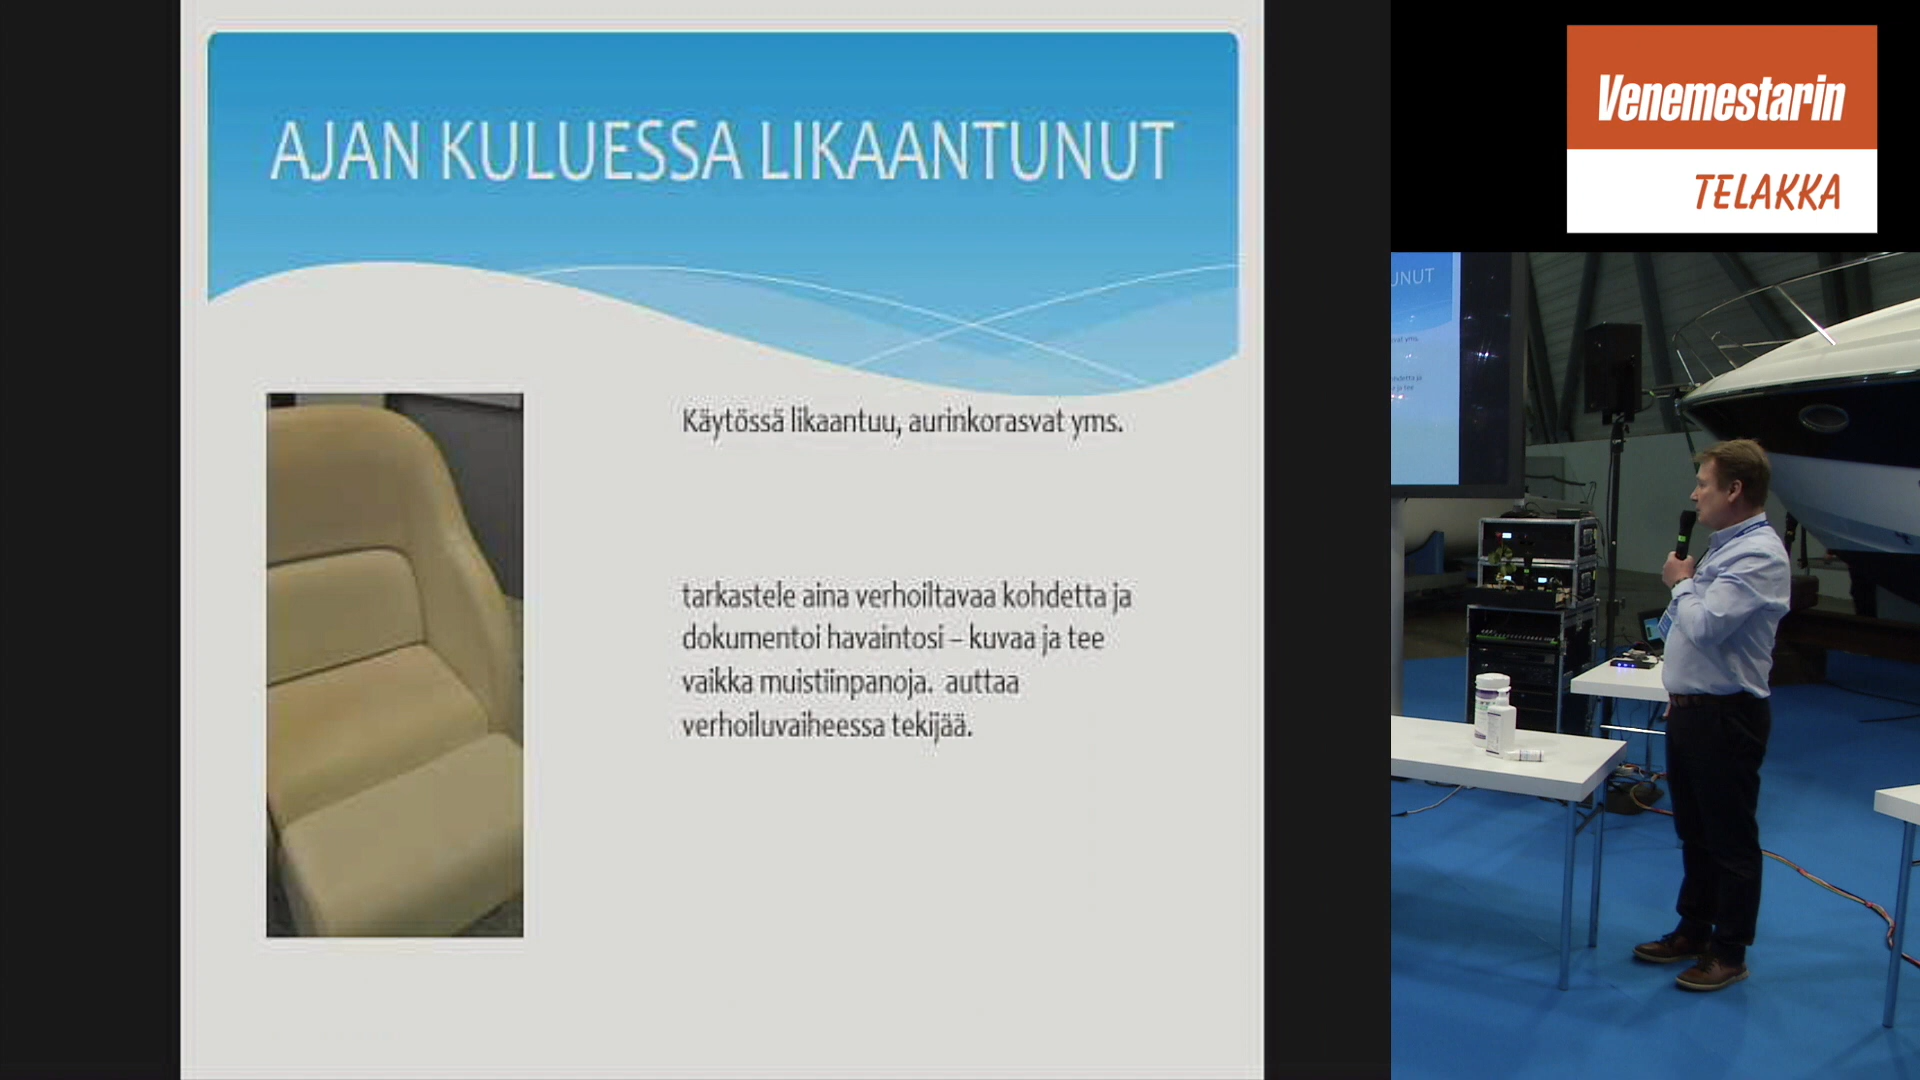 AJAN KULUESSA LIKAANTUNUT
Käytössä likaantuu, aurinkorasvat yms.
tarkastele aina verhoiltavaa kohdetta ja
dokumentoi havaintosi – kuvaa ja tee
vaikka muistiinpanoja.  auttaa
verhoiluvaiheessa tekijää.
Venemestarin
TELAKKA
UNUT